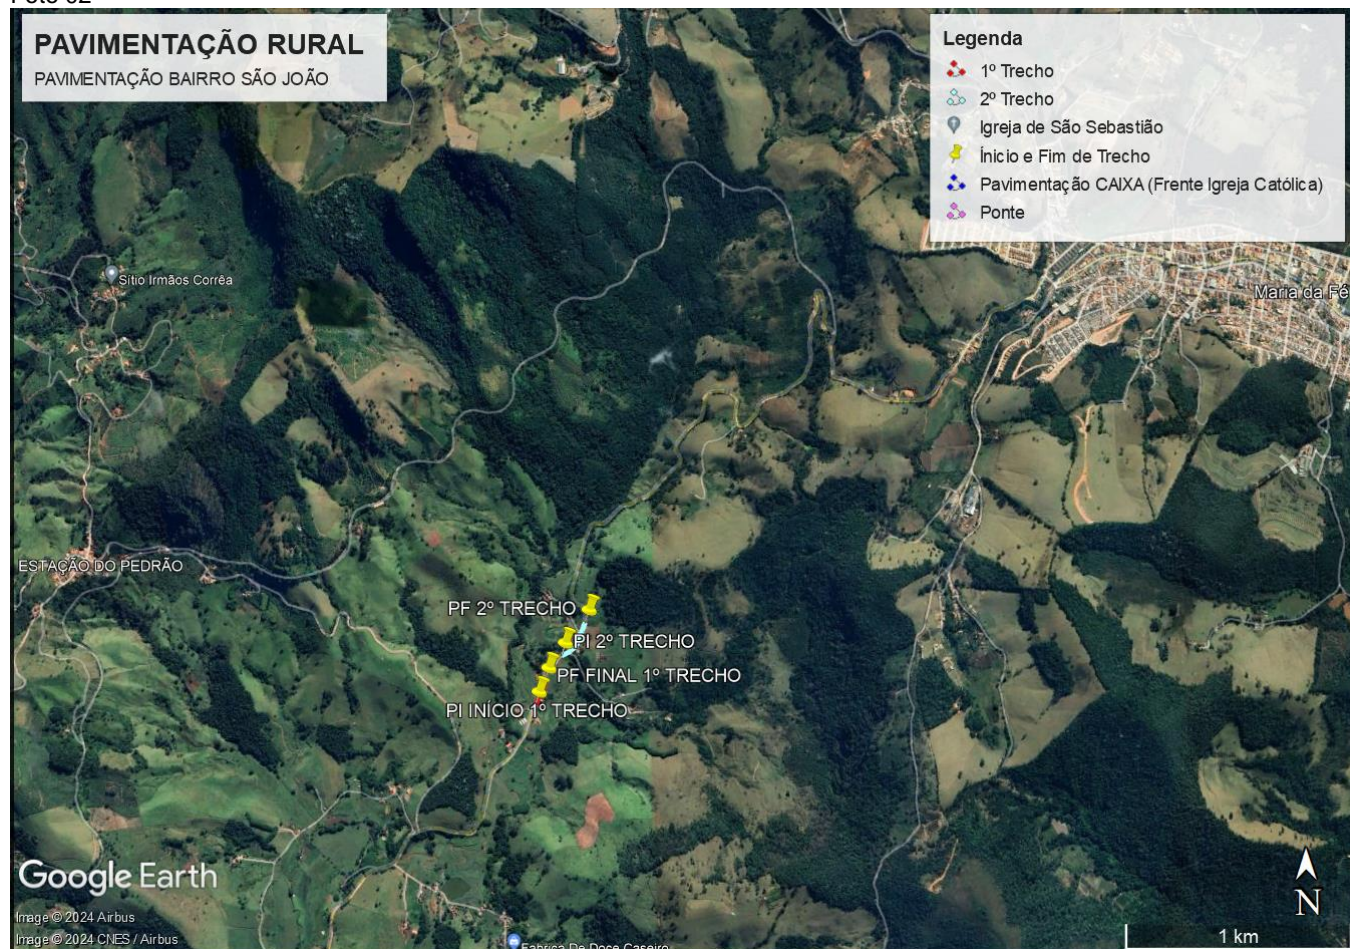 PAVIMENTAÇÃO RURAL
PAVIMENTAÇÃO BAIRRO SÃO JOÃO
Legenda
1º Trecho
2º Trecho
Igreja de São Sebastião
Ínicio e Fim de Trecho
Pavimentação CAIXA (Frente Igreja Católica)
Ponte
Sítio Irmãos Corrêa
Maria da Fé
ESTAÇÃO DO PEDRÃO
PF 2º TRECHO
PI 2º TRECHO
PF FINAL 1º TRECHO
PI INÍCIO 1º TRECHO
Google Earth
N
Image © 2024 Airbus
Image © 2024 CNES / Airbus
1 km
Fabrica De Doce Caseiro